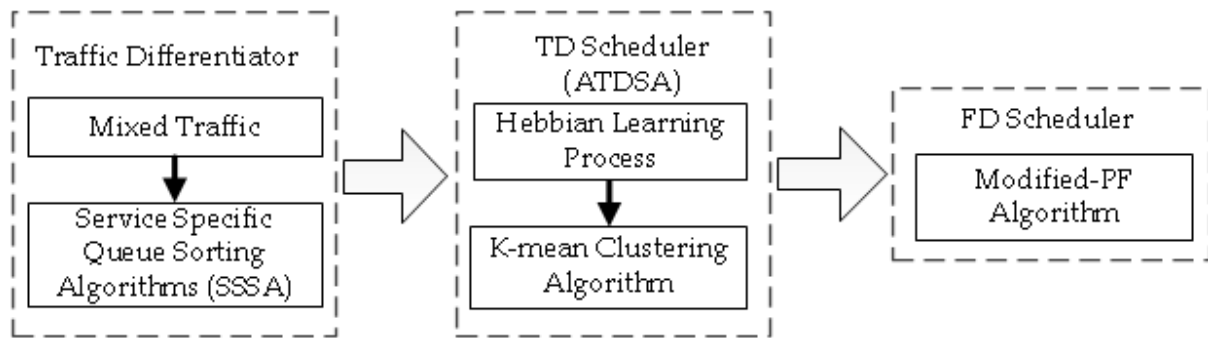 Traffic Differentiator
Mixed Traffic
Service Specific
Queue Sorting
Algorithms (SSSA)
TD Scheduler
(ATDSA)
Hebbian Learning
Process
K-mean Clustering
Algorithm
FD Scheduler
Modified-PF
Algorithm